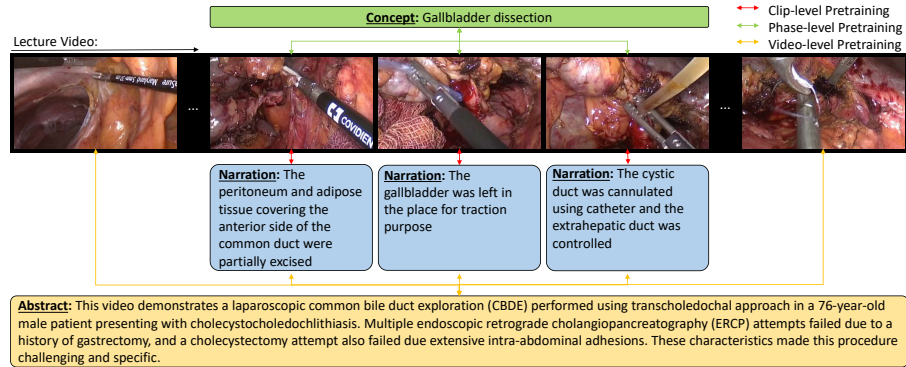 Concept: Gallbladder dissection
Clip-level Pretraining
Phase-level Pretraining
Video-level Pretraining
Lecture Video:
...
COVIDIEN
...
Narration: The
peritoneum and adipose
tissue covering the
anterior side of the
common duct were
partially excised
Narration: The
gallbladder was left in
the place for traction
purpose
Narration: The cystic
duct was cannulated
using catheter and the
extrahepatic duct was
controlled
Abstract: This video demonstrates a laparoscopic common bile duct exploration (CBDE) performed using transcholedochal approach in a 76-year-old
male patient presenting with cholecystocholedochlithiasis. Multiple endoscopic retrograde cholangiopancreatography (ERCP) attempts failed due to a
history of gastrectomy, and a cholecystectomy attempt also failed due extensive intra-abdominal adhesions. These characteristics made this procedure
challenging and specific.